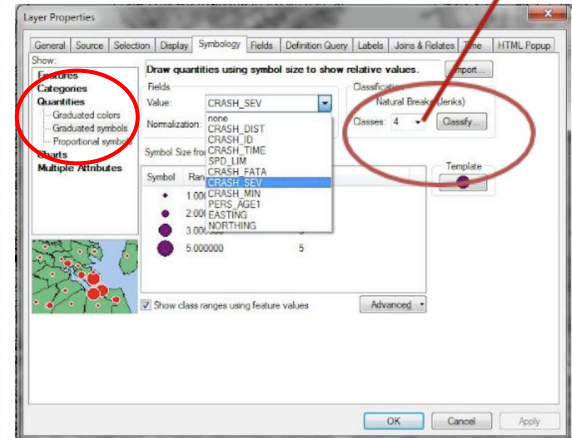 Layer Properties
General Source Selection Display Symbology Fields Definition Query Labels Joins & Relates Time HTML Popup
Show:
Features
Categories
Quantities
Graduated colors
Graduated symbols
Proportional symbols
Charts
Multiple Attributes
Draw quantities using symbol size to show relative values.
Import...
Fields
Value: CRASH_SEV
Normalization:
none
CRASH_DIST
CRASH_ID
CRASH_TIME
SPD_LIM
CRASH_FATA
CRASH_SEV
CRASH_MIN
PERS_AGE1
EASTING
NORTHING
Classification
Natural Breaks (Jenks)
Classes: 4 Classify...
Symbol Size from
Template
Symbol Ran
1.000
2.000
3.000
5.000000 5
Show class ranges using feature values
Advanced
OK Cancel Apply